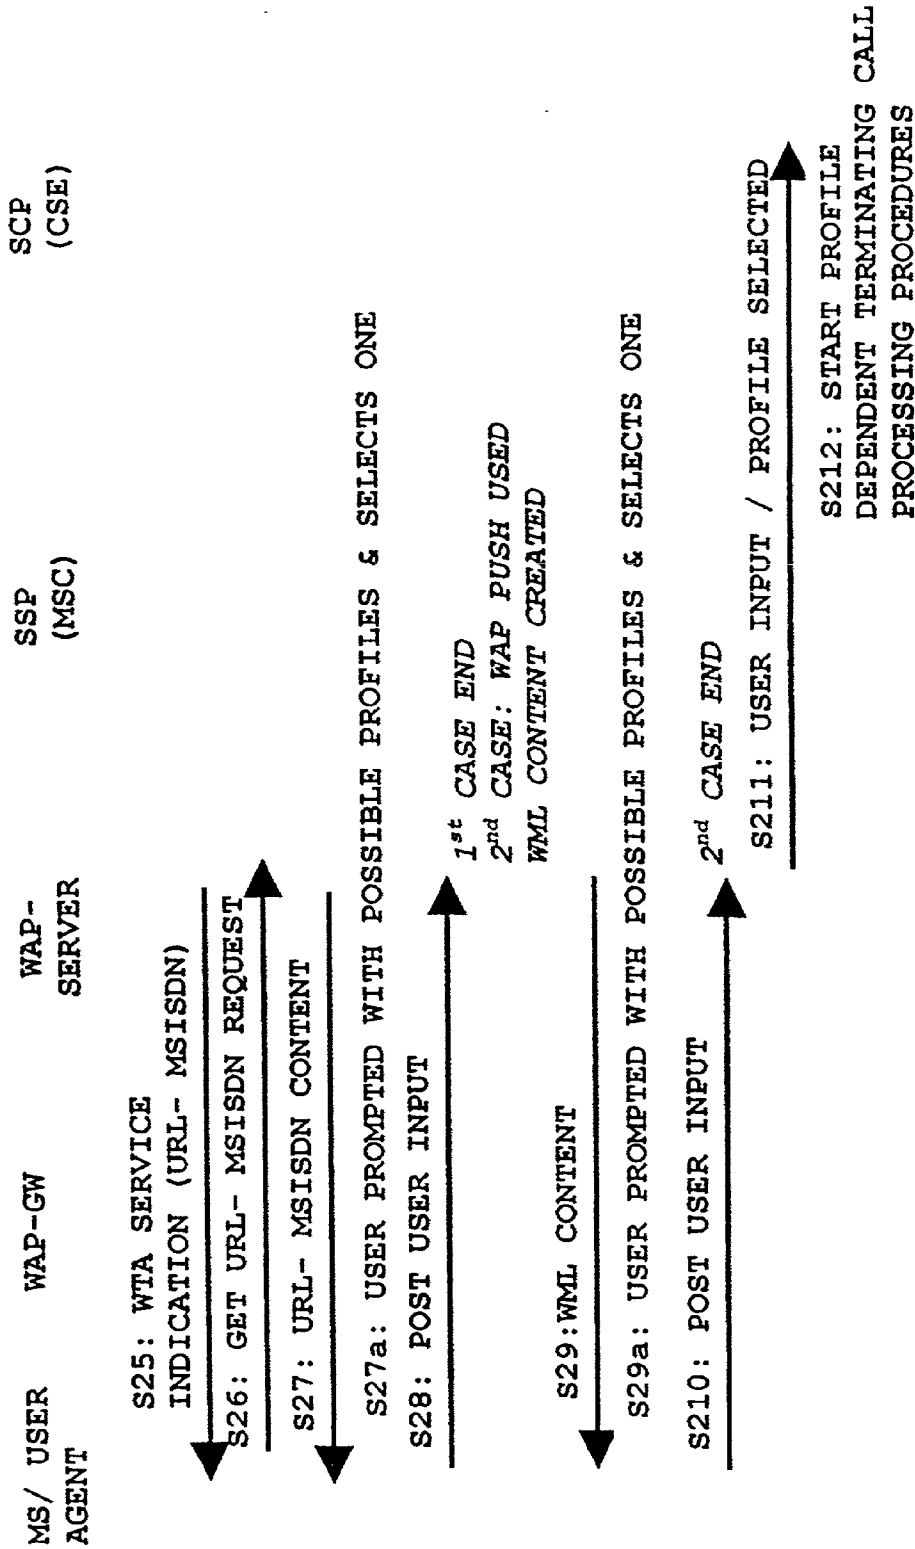 MS/ USER
AGENT
WAP-GW
WAP-
SERVER
SSP
(MSC)
SCP
(CSE)
S25: WTA SERVICE
INDICATION (URL- MSISDN)
S26: GET URL- MSISDN REQUEST
S27: URL- MSISDN CONTENT
S27a: USER PROMPTED WITH POSSIBLE PROFILES & SELECTS ONE
S28: POST USER INPUT
1st CASE END
2nd CASE: WAP PUSH USED
WML CONTENT CREATED
S29:WML CONTENT
S29a: USER PROMPTED WITH POSSIBLE PROFILES & SELECTS ONE
S210: POST USER INPUT
2nd CASE END
S211: USER INPUT / PROFILE SELECTED
S212: START PROFILE
DEPENDENT TERMINATING CALL
PROCESSING PROCEDURES